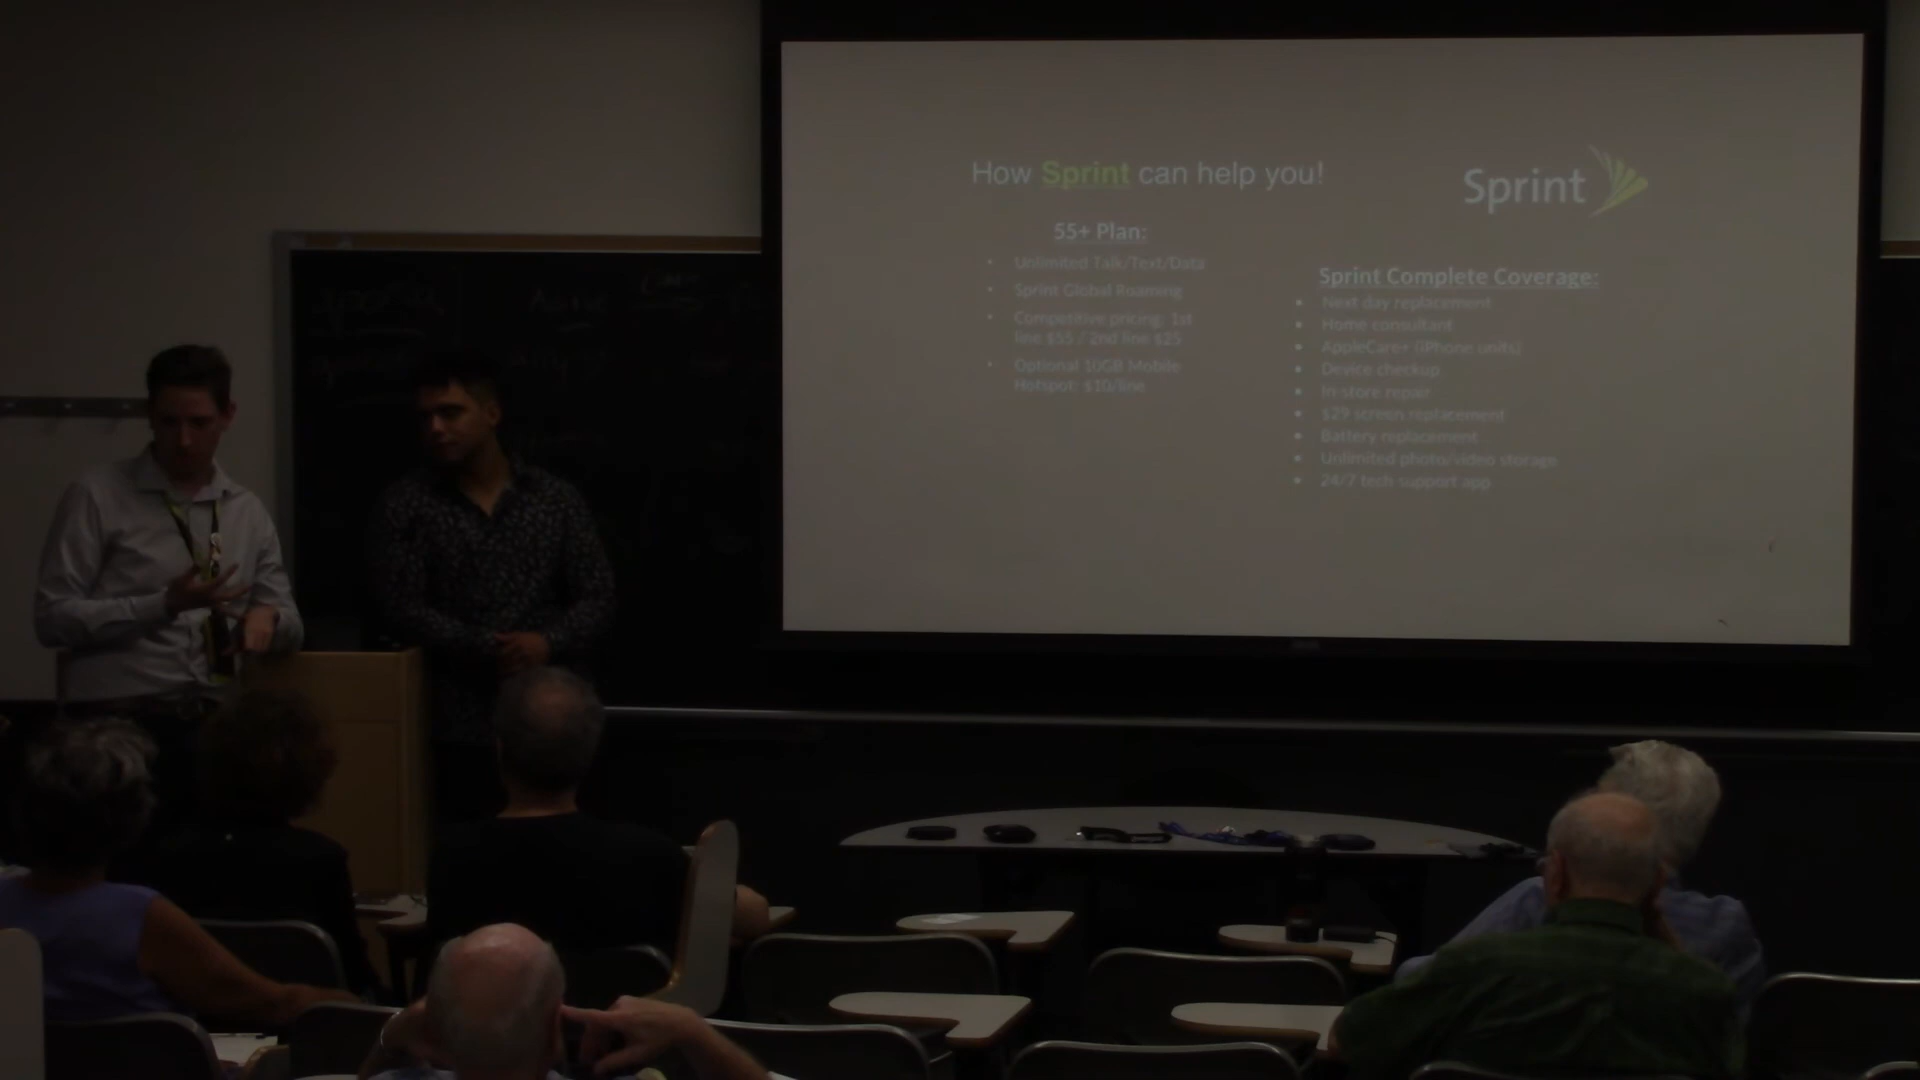 How Sprint can help you!
Sprint
55+ Plan:
Unlimited Talk/Text/Data
Sprint Global Roaming
Competitive pricing: 1st
line $55 / 2nd line $25
Optional 10GB Mobile
Hotspot: $10/line
Sprint Complete Coverage:
Next day replacement
Home consultant
AppleCare+ (iPhone units)
Device checkup
In-store repair
$29 screen replacement
Battery replacement
Unlimited photo/video storage
24/7 tech support app